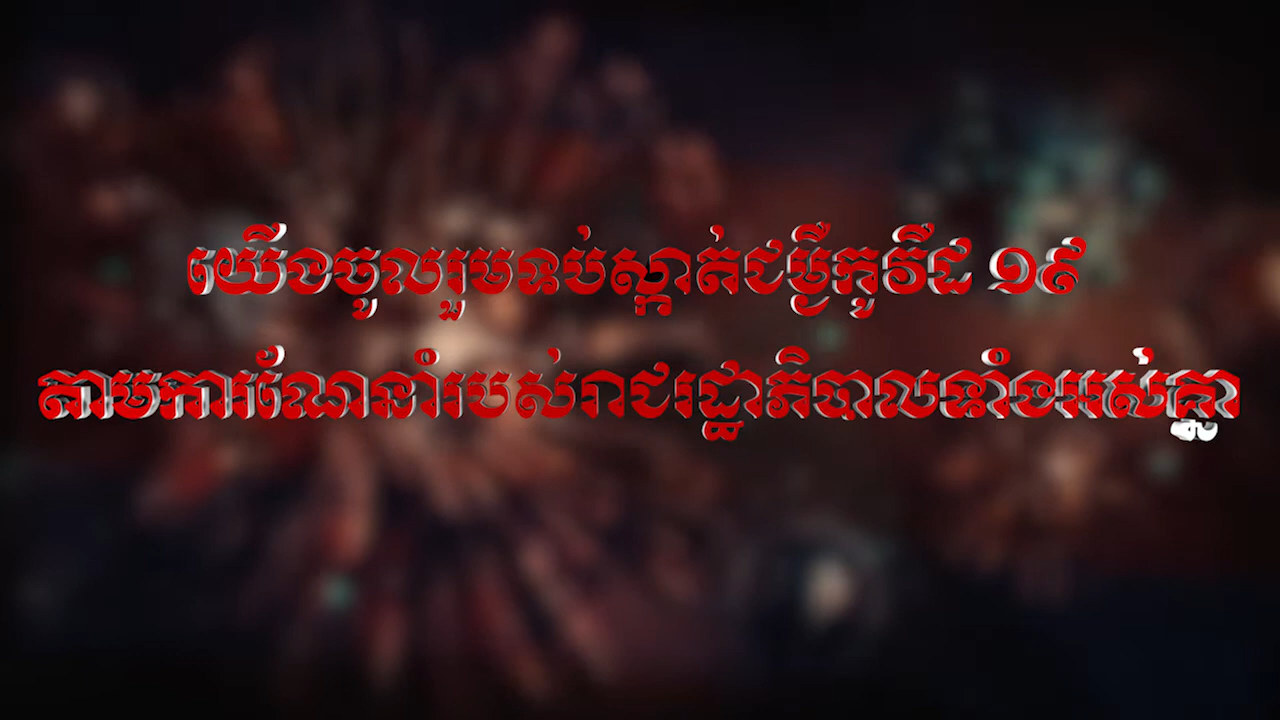 យើងចូលរួមទប់ស្កាត់ជម្ងឺកូវីដ ១៩
តាមការណែនាំរបស់រាជរដ្ឋាភិបាលទាំងអស់គ្នា